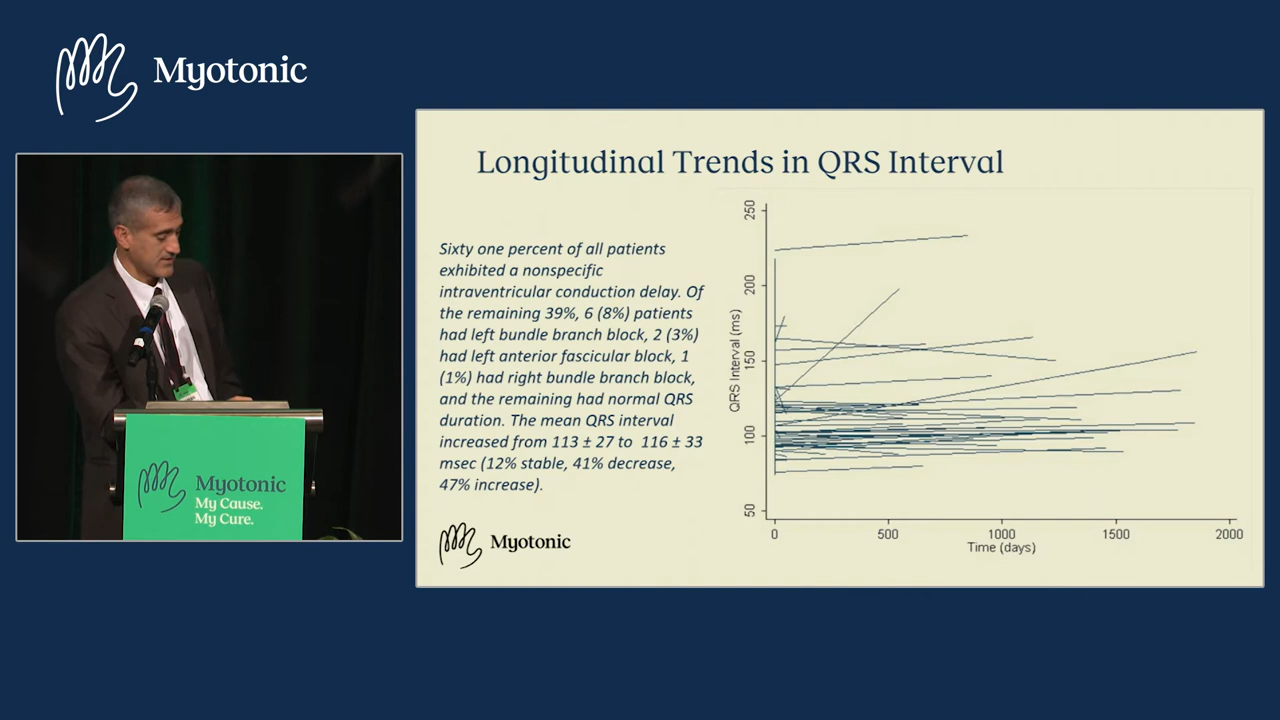 Myotonic
Longitudinal Trends in QRS Interval
Sixty one percent of all patients
exhibited a nonspecific
intraventricular conduction delay. Of
the remaining 39%, 6 (8%) patients
had left bundle branch block, 2 (3%)
had left anterior fascicular block, 1
(1%) had right bundle branch block,
and the remaining had normal QRS
duration. The mean QRS interval
increased from 113 ± 27 to 116 ± 33
msec (12% stable, 41% decrease,
47% increase).
Myotonic
QRS Interval (ms)
250
200
150
100
50
0 500 1000 1500 2000
Time (days)
Myotonic
My Cause.
My Cure.